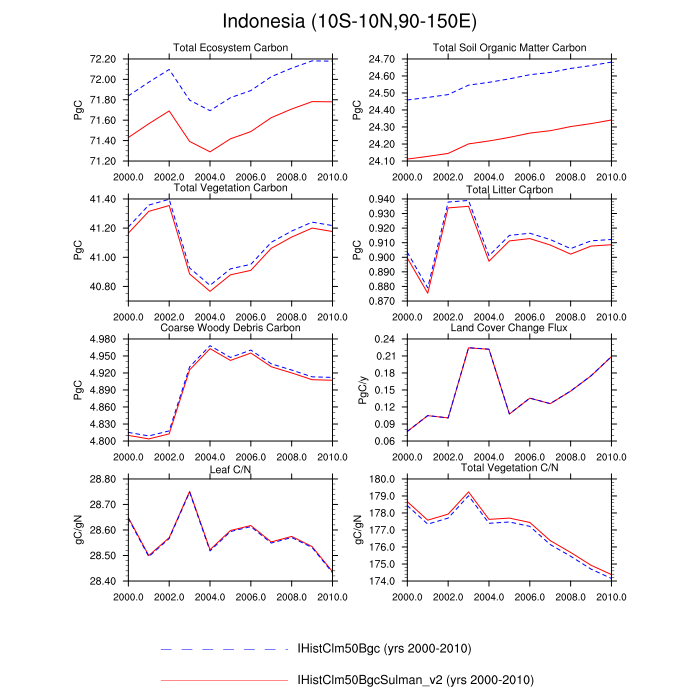 Indonesia (10S-10N,90-150E)
Total Ecosystem Carbon
PgC
72.20
72.00
71.80
71.60
71.40
71.20
2000.0 2002.0 2004.0 2006.0 2008.0 2010.0
Total Soil Organic Matter Carbon
PgC
24.70
24.60
24.50
24.40
24.30
24.20
24.10
2000.0 2002.0 2004.0 2006.0 2008.0 2010.0
Total Vegetation Carbon
PgC
41.40
41.20
41.00
40.80
2000.0 2002.0 2004.0 2006.0 2008.0 2010.0
Total Litter Carbon
PgC
0.940
0.930
0.920
0.910
0.900
0.890
0.880
0.870
2000.0 2002.0 2004.0 2006.0 2008.0 2010.0
Coarse Woody Debris Carbon
PgC
4.980
4.950
4.920
4.890
4.860
4.830
4.800
2000.0 2002.0 2004.0 2006.0 2008.0 2010.0
Land Cover Change Flux
PgC/y
0.24
0.21
0.18
0.15
0.12
0.09
0.06
2000.0 2002.0 2004.0 2006.0 2008.0 2010.0
Leaf C/N
gC/gN
28.80
28.70
28.60
28.50
28.40
2000.0 2002.0 2004.0 2006.0 2008.0 2010.0
Total Vegetation C/N
gC/gN
180.0
179.0
178.0
177.0
176.0
175.0
174.0
2000.0 2002.0 2004.0 2006.0 2008.0 2010.0
IHistClm50Bgc (yrs 2000-2010)
IHistClm50BgcSulman_v2 (yrs 2000-2010)